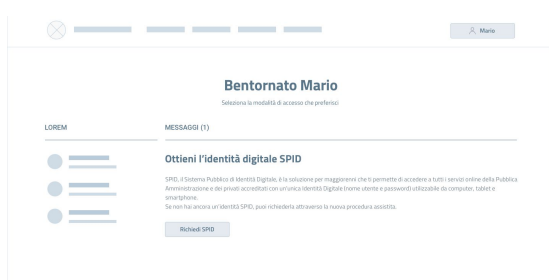 Mario
Bentornato Mario
Seleziona la modalità di accesso che preferisci
LOREM
MESSAGGI (1)
Ottieni l'identità digitale SPID
SPID, il Sistema Pubblico di Identità Digitale, è la soluzione per maggiorenni che ti permette di accedere a tutti i servizi online della Pubblica
Amministrazione e dei privati accreditati con un'unica Identità Digitale (nome utente e password) utilizzabile da computer, tablet e
smartphone.
Se non hai ancora un'identità SPID, puoi richiederla attraverso la nuova procedura assistita.
Richiedi SPID